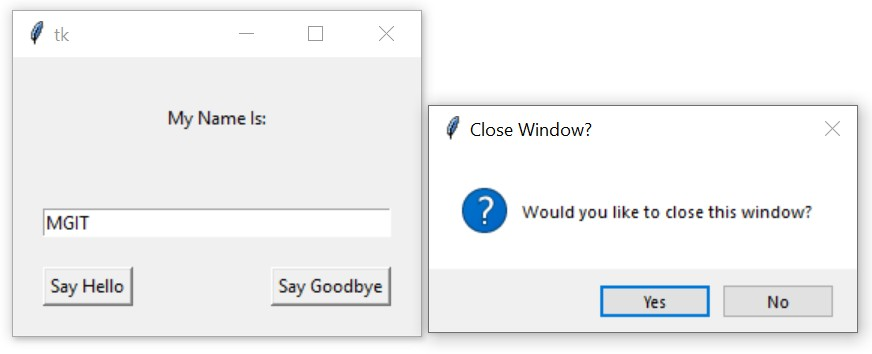 tk
My Name Is:
MGIT
Say Hello
Say Goodbye
Close Window?
Would you like to close this window?
Yes
No